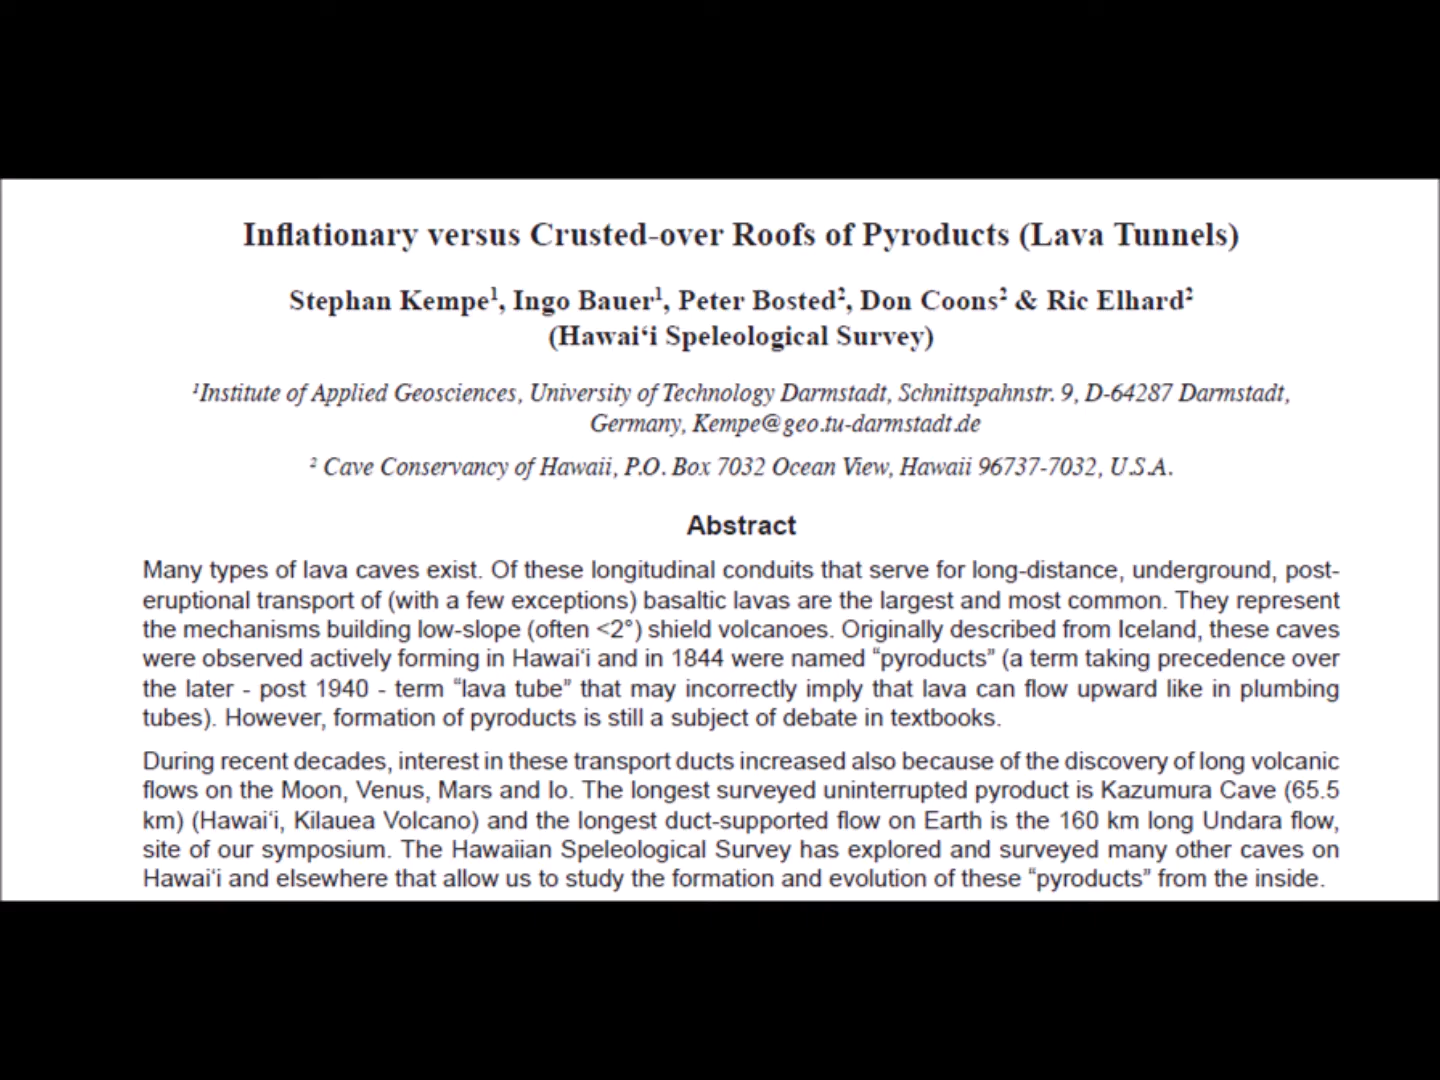 Inflationary versus Crusted-over Roofs of Pyroducts (Lava Tunnels)
Stephan Kempe¹, Ingo Bauer¹, Peter Bosted², Don Coons² & Ric Elhard²
(Hawai‘i Speleological Survey)
¹Institute of Applied Geosciences, University of Technology Darmstadt, Schnittspahnstr. 9, D-64287 Darmstadt,
Germany, Kempe@geo.tu-darmstadt.de
² Cave Conservancy of Hawaii, P.O. Box 7032 Ocean View, Hawaii 96737-7032, U.S.A.
Abstract
Many types of lava caves exist. Of these longitudinal conduits that serve for long-distance, underground, post-
eruptional transport of (with a few exceptions) basaltic lavas are the largest and most common. They represent
the mechanisms building low-slope (often <2°) shield volcanoes. Originally described from Iceland, these caves
were observed actively forming in Hawai‘i and in 1844 were named “pyroducts” (a term taking precedence over
the later - post 1940 - term “lava tube” that may incorrectly imply that lava can flow upward like in plumbing
tubes). However, formation of pyroducts is still a subject of debate in textbooks.
During recent decades, interest in these transport ducts increased also because of the discovery of long volcanic
flows on the Moon, Venus, Mars and Io. The longest surveyed uninterrupted pyroduct is Kazumura Cave (65.5
km) (Hawai‘i, Kilauea Volcano) and the longest duct-supported flow on Earth is the 160 km long Undara flow,
site of our symposium. The Hawaiian Speleological Survey has explored and surveyed many other caves on
Hawai‘i and elsewhere that allow us to study the formation and evolution of these “pyroducts” from the inside.